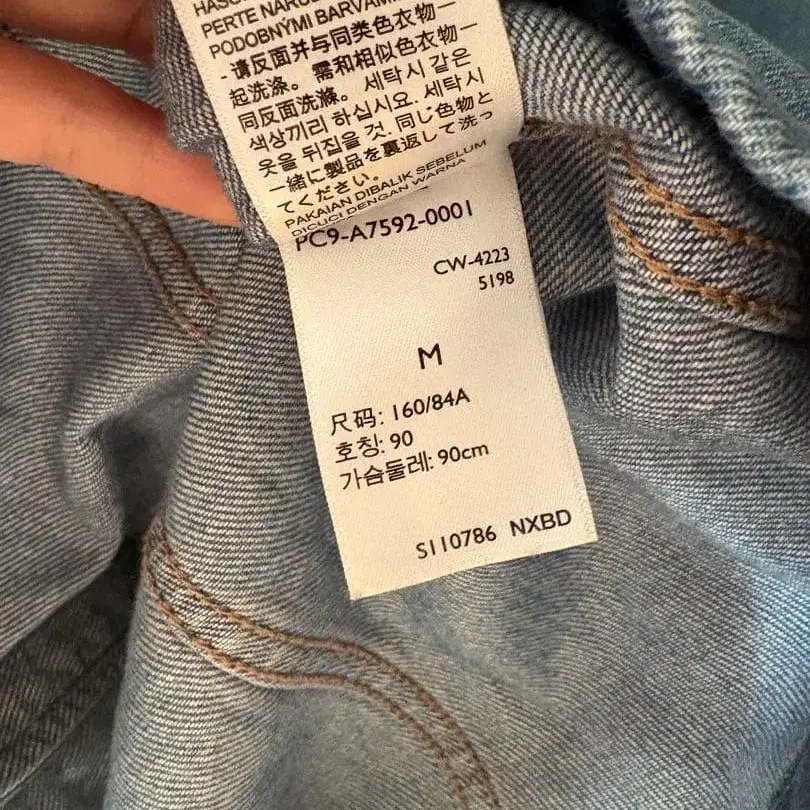 PERTE NARU
PODOBNÝMI BARVAMI
- 请反面并与同类色衣物一
起洗涤。 需和相似色衣物一
同反面洗滌。 세탁시 같은
색상끼리 하십시요. 세탁시
옷을 뒤집을 것. 同じ色物と
一緒に製品を裏返して洗っ
てください。
PAKAIAN DIBALIK SEBELUM
DICUCI DENGAN WARNA
PC9-A7592-0001
CW-4223
5198
M
尺码: 160/84A
호칭: 90
가슴둘레: 90cm
S110786 NXBD